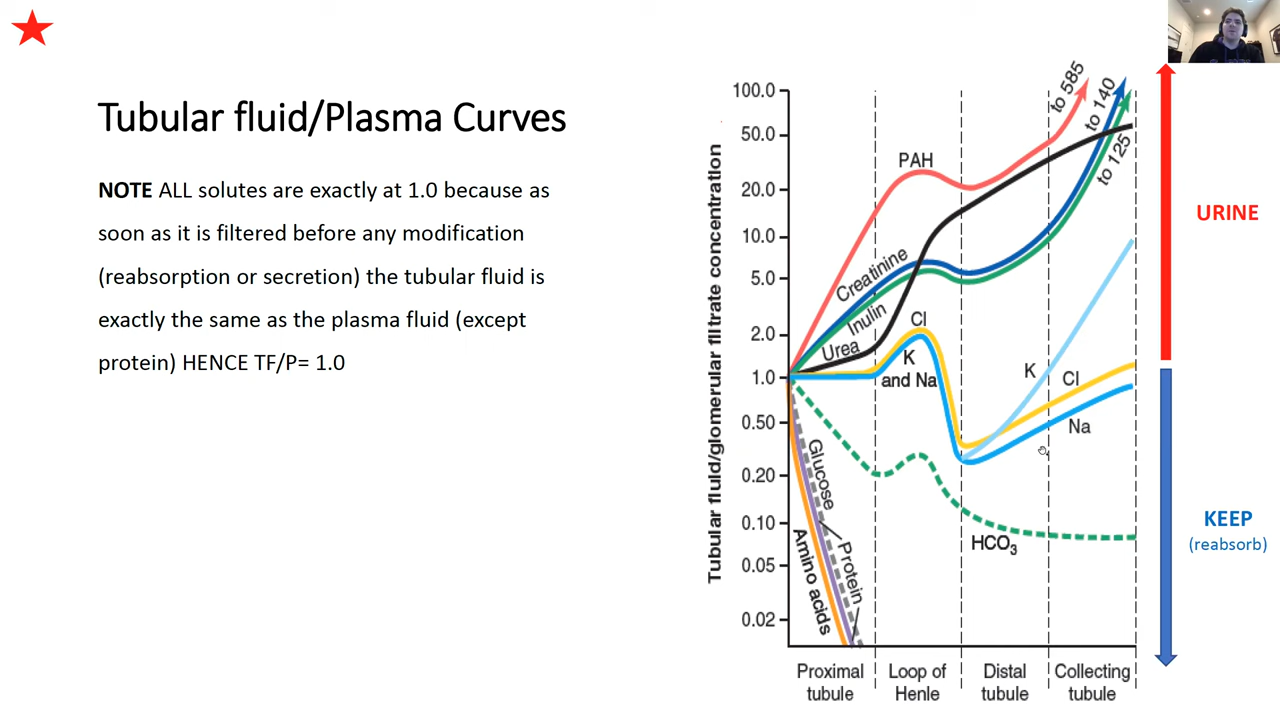 Tubular fluid/Plasma Curves
NOTE ALL solutes are exactly at 1.0 because as
soon as it is filtered before any modification
(reabsorption or secretion) the tubular fluid is
exactly the same as the plasma fluid (except
protein) HENCE TF/P= 1.0
Tubular fluid/glomerular filtrate concentration
100.0
50.0
20.0
10.0
5.0
2.0
1.0
0.50
0.20
0.10
0.05
0.02
to 585
to 140
to 125
PAH
Creatinine
Inulin
Urea
Cl
K
and Na
K
Cl
Na
Glucose
Protein
Amino acids
HCO₃
Proximal
tubule
Loop of
Henle
Distal
tubule
Collecting
tubule
URINE
KEEP
(reabsorb)